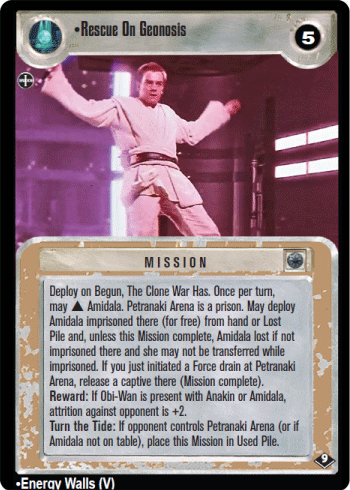 •Rescue On Geonosis
5
MISSION
Deploy on Begun, The Clone War Has. Once per turn,
may ▲ Amidala. Petranaki Arena is a prison. May deploy
Amidala imprisoned there (for free) from hand or Lost
Pile and, unless this Mission complete, Amidala lost if not
imprisoned there and she may not be transferred while
imprisoned. If you just initiated a Force drain at Petranaki
Arena, release a captive there (Mission complete).
Reward: If Obi-Wan is present with Anakin or Amidala,
attrition against opponent is +2.
Turn the Tide: If opponent controls Petranaki Arena (or if
Amidala not on table), place this Mission in Used Pile.
9
•Energy Walls (V)